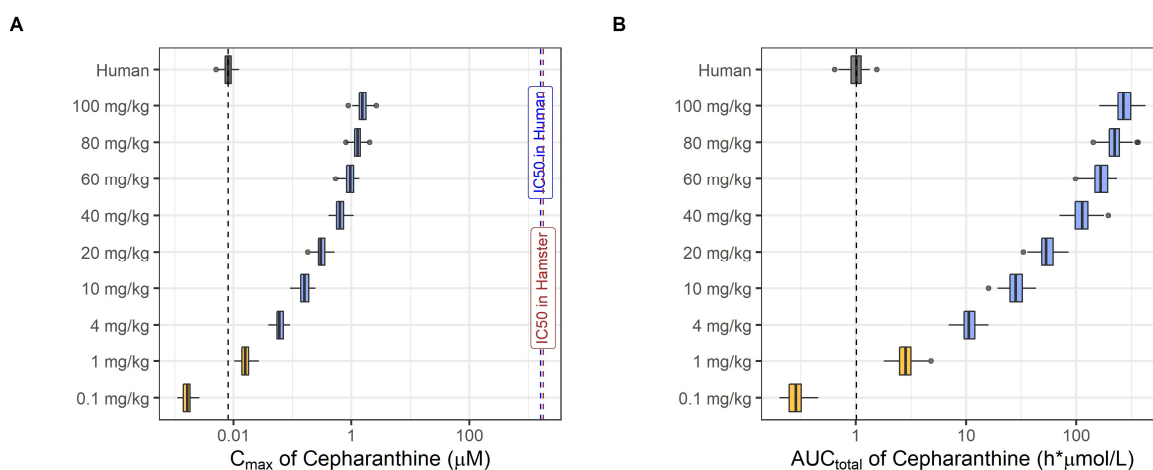 A
B
Human
100 mg/kg
80 mg/kg
60 mg/kg
40 mg/kg
20 mg/kg
10 mg/kg
4 mg/kg
1 mg/kg
0.1 mg/kg
IC50 in Human
IC50 in Hamster
0.01
1
100
Cmax of Cepharanthine (μM)
Human
100 mg/kg
80 mg/kg
60 mg/kg
40 mg/kg
20 mg/kg
10 mg/kg
4 mg/kg
1 mg/kg
0.1 mg/kg
1
10
100
AUCtotal of Cepharanthine (h*μmol/L)